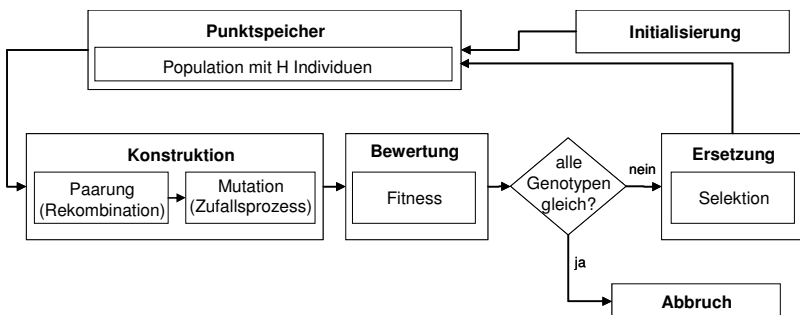 Punktspeicher
Population mit H Individuen
Initialisierung
Konstruktion
Paarung
(Rekombination)
Mutation
(Zufallsprozess)
Bewertung
Fitness
alle
Genotypen
gleich?
nein
ja
Ersetzung
Selektion
Abbruch